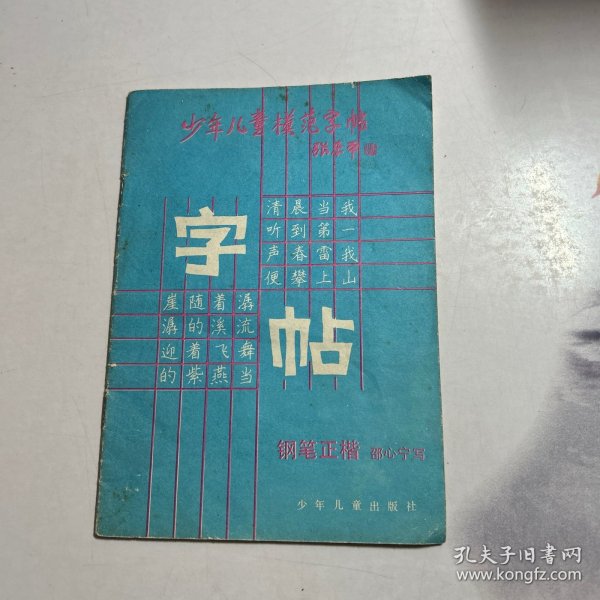 少年儿童模范字帖
字
帖
清晨当我
听到第一
声春雷我
便攀上山
崖随着潺
潺的溪流
迎着飞舞
的紫燕当
钢笔正楷 邵心宁写
少年儿童出版社
孔夫子旧书网
www.kongfz.com